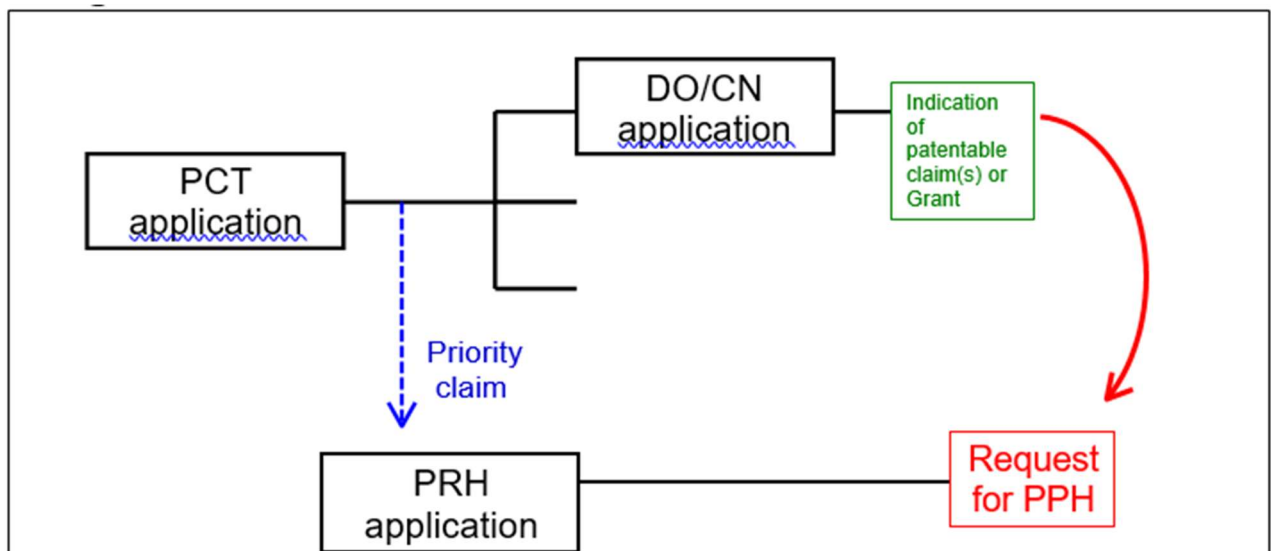 DO/CN
application
Indication
of
patentable
claim(s) or
Grant
PCT
application
Priority
claim
PRH
application
Request
for PPH